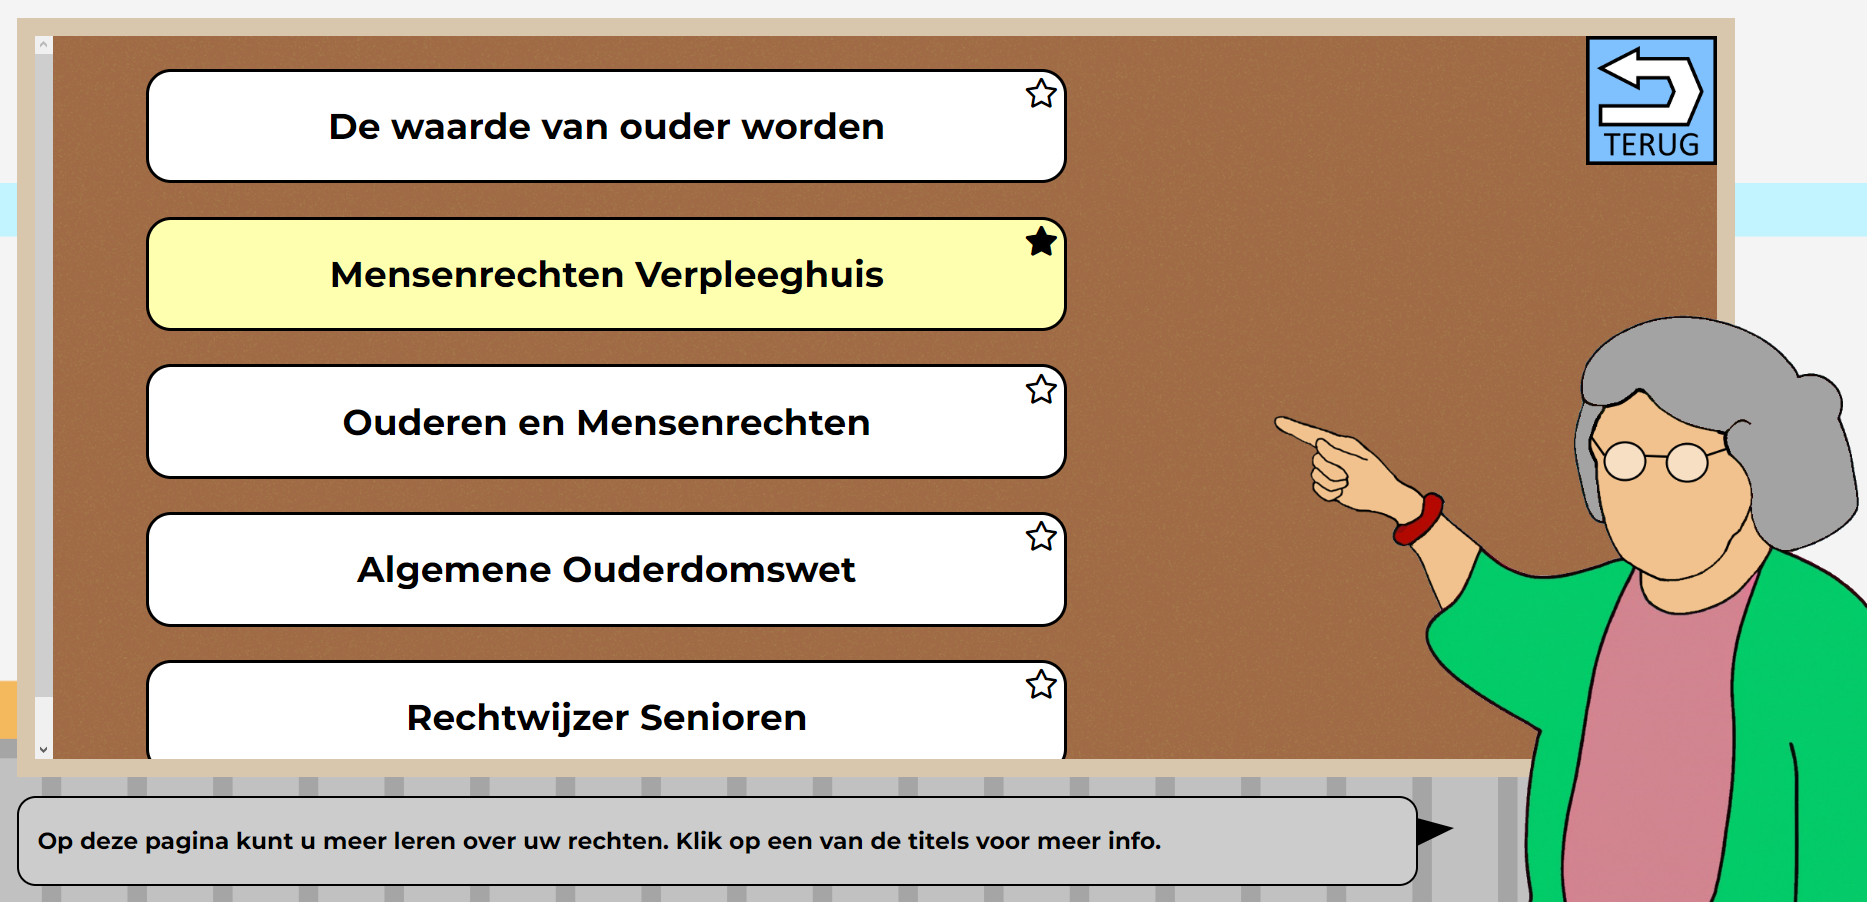 De waarde van ouder worden
TERUG
Mensenrechten Verpleeghuis
Ouderen en Mensenrechten
Algemene Ouderdomswet
Rechtwijzer Senioren
Op deze pagina kunt u meer leren over uw rechten. Klik op een van de titels voor meer info.